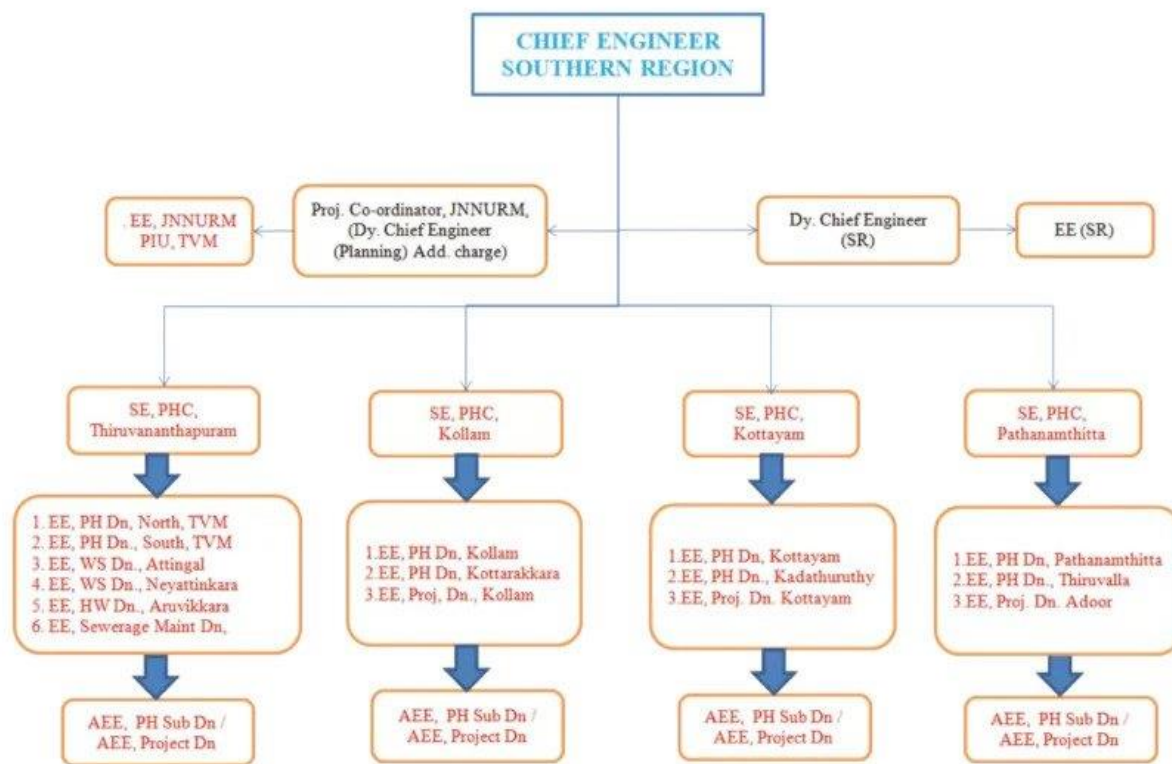 CHIEF ENGINEER
SOUTHERN REGION
. EE, JNNURM
PIU, TVM
Proj. Co-ordinator, JNNURM,
(Dy. Chief Engineer
(Planning) Add. charge)
Dy. Chief Engineer
(SR)
EE (SR)
SE, PHC,
Thiruvananthapuram
SE, PHC,
Kollam
SE, PHC,
Kottayam
SE, PHC,
Pathanamthitta
1. EE, PH Dn, North, TVM
2. EE, PH Dn., South, TVM
3. EE, WS Dn., Attingal
4. EE, WS Dn., Neyattinkara
5. EE, HW Dn., Aruvikkara
6. EE, Sewerage Maint Dn,
1.EE, PH Dn, Kollam
2.EE, PH Dn, Kottarakkara
3.EE, Proj, Dn., Kollam
1.EE, PH Dn, Kottayam
2.EE, PH Dn., Kadathuruthy
3.EE, Proj. Dn. Kottayam
1.EE, PH Dn, Pathanamthitta
2.EE, PH Dn., Thiruvalla
3.EE, Proj. Dn. Adoor
AEE, PH Sub Dn /
AEE, Project Dn
AEE, PH Sub Dn /
AEE, Project Dn
AEE, PH Sub Dn /
AEE, Project Dn
AEE, PH Sub Dn /
AEE, Project Dn